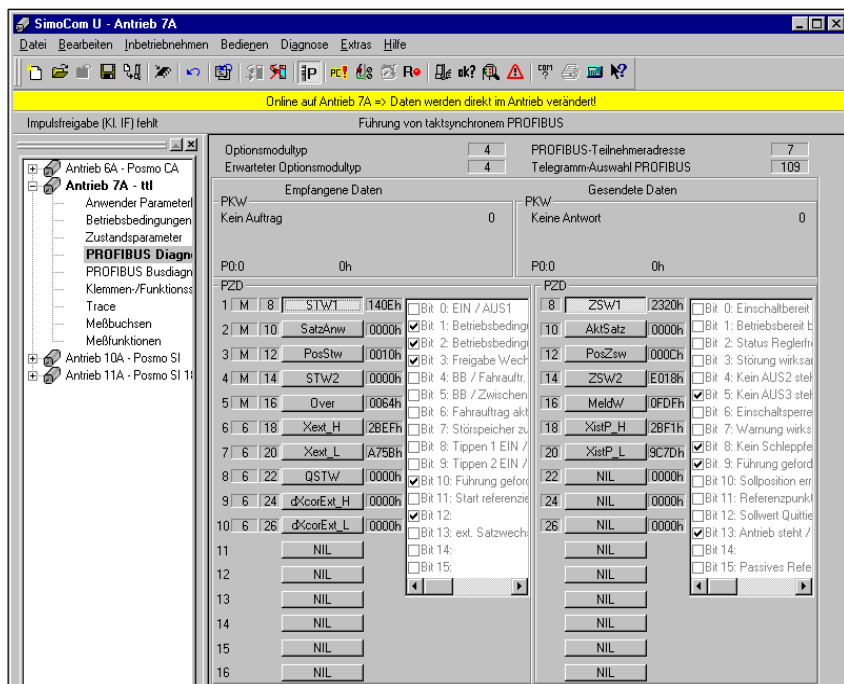 SimoCom U - Antrieb 7A
Datei Bearbeiten Inbetriebnehmen Bedienen Diagnose Extras Hilfe
Online auf Antrieb 7A => Daten werden direkt im Antrieb verändert!
Impulsfreigabe (Kl. IF) fehlt Führung von taktsynchronem PROFIBUS
Antrieb 6A - Posmo CA
Antrieb 7A - ttl
Anwender Parameterl
Betriebsbedingungen
Zustandsparameter
PROFIBUS Diagn
PROFIBUS Busdiagn
Klemmen-/Funktionss
Trace
Meßbuchsen
Meßfunktionen
Antrieb 10A - Posmo SI
Antrieb 11A - Posmo SI 18
Optionsmodultyp 4 PROFIBUS-Teilnehmeradresse 7
Erwarteter Optionsmodultyp 4 Telegramm-Auswahl PROFIBUS 109
Empfangene Daten Gesendete Daten
PKW PKW
Kein Auftrag 0 Keine Antwort 0
P0:0 0h P0:0 0h
PZD PZD
1 M 8 STW1 140Eh
2 M 10 SatzAnw 0000h
3 M 12 PosStw 0010h
4 M 14 STW2 0000h
5 M 16 Over 0064h
6 6 18 Xext_H 2BEFh
7 6 20 Xext_L A75Bh
8 6 22 QSTW 0000h
9 6 24 dXcorExt_H 0000h
10 6 26 dXcorExt_L 0000h
11 NIL
12 NIL
13 NIL
14 NIL
15 NIL
16 NIL
Bit 0: EIN / AUS1
Bit 1: Betriebsbeding
Bit 2: Betriebsbeding
Bit 3: Freigabe Wech
Bit 4: BB / Fahrauftr.
Bit 5: BB / Zwischen
Bit 6: Fahrauftrag akt
Bit 7: Störspeicher zu
Bit 8: Tippen 1 EIN /
Bit 9: Tippen 2 EIN /
Bit 10: Führung geford
Bit 11: Start referenzie
Bit 12:
Bit 13: ext. Satzwech
Bit 14:
Bit 15:
8 ZSW1 2320h
10 AktSatz 0000h
12 PosZsw 000Ch
14 ZSW2 E018h
16 MeldW 0FDFh
18 XistP_H 2BF1h
20 XistP_L 9C7Dh
22 NIL 0000h
24 NIL 0000h
26 NIL 0000h
NIL
NIL
NIL
NIL
NIL
NIL
Bit 0: Einschaltbereit
Bit 1: Betriebsbereit b
Bit 2: Status Reglerfr
Bit 3: Störung wirksa
Bit 4: Kein AUS2 steh
Bit 5: Kein AUS3 steh
Bit 6: Einschaltsperre
Bit 7: Warnung wirks
Bit 8: Kein Schleppfe
Bit 9: Führung geford
Bit 10: Sollposition err
Bit 11: Referenzpunkt
Bit 12: Sollwert Quittie
Bit 13: Antrieb steht /
Bit 14:
Bit 15: Passives Refe